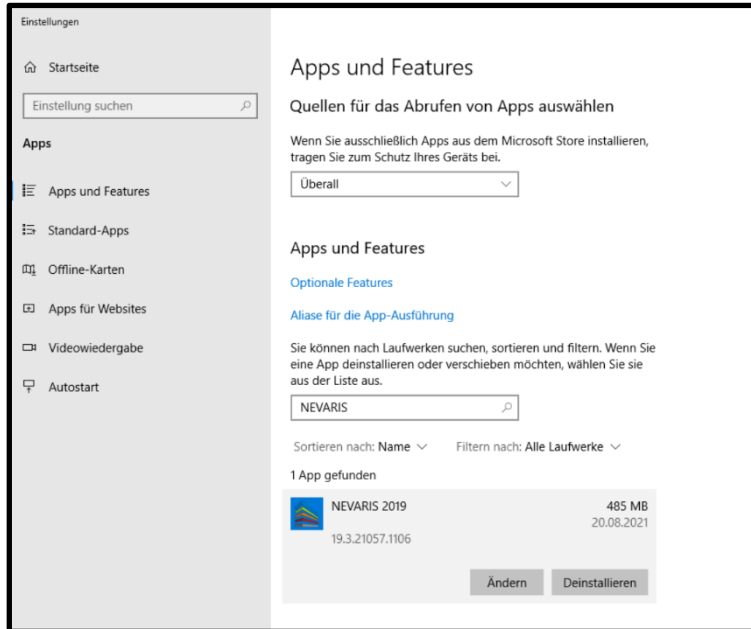 Einstellungen
Startseite
Einstellung suchen
Apps
Apps und Features
Standard-Apps
Offline-Karten
Apps für Websites
Videowiedergabe
Autostart
Apps und Features
Quellen für das Abrufen von Apps auswählen
Wenn Sie ausschließlich Apps aus dem Microsoft Store installieren,
tragen Sie zum Schutz Ihres Geräts bei.
Überall
Apps und Features
Optionale Features
Aliase für die App-Ausführung
Sie können nach Laufwerken suchen, sortieren und filtern. Wenn Sie
eine App deinstallieren oder verschieben möchten, wählen Sie sie
aus der Liste aus.
NEVARIS
Sortieren nach: Name Filtern nach: Alle Laufwerke
1 App gefunden
NEVARIS 2019 485 MB
20.08.2021
19.3.21057.1106
Ändern Deinstallieren